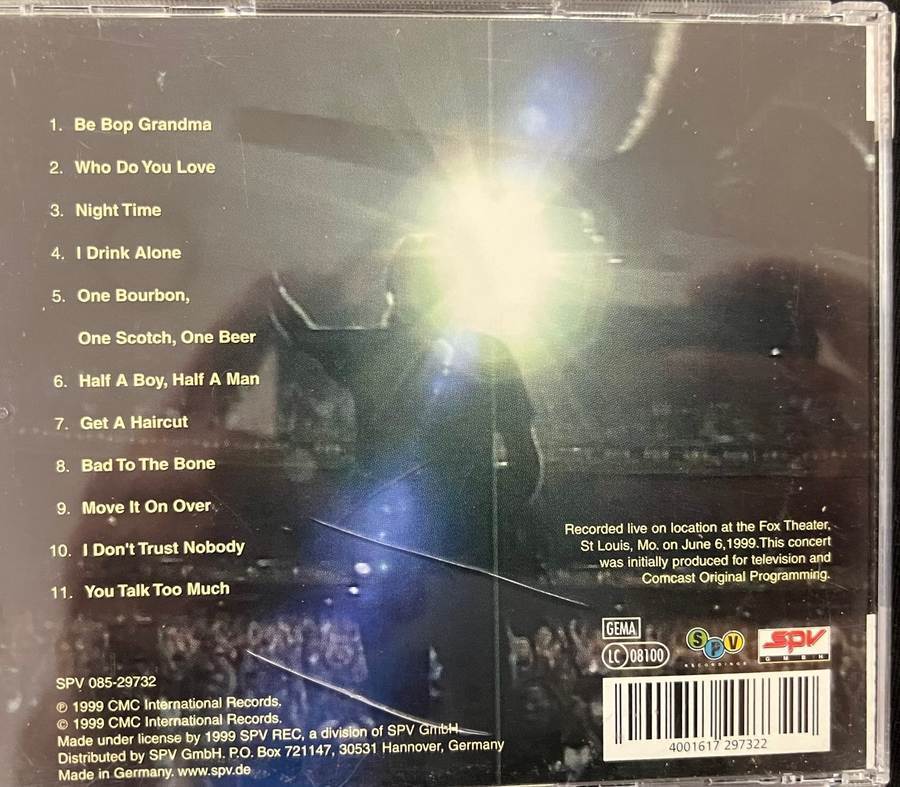 1. Be Bop Grandma
2. Who Do You Love
3. Night Time
4. I Drink Alone
5. One Bourbon,
One Scotch, One Beer
6. Half A Boy, Half A Man
7. Get A Haircut
8. Bad To The Bone
9. Move It On Over
10. I Don't Trust Nobody
11. You Talk Too Much
Recorded live on location at the Fox Theater,
St Louis, Mo. on June 6,1999.This concert
was initially produced for television and
Comcast Original Programming.
GEMA
LC 08100
SPV
RECORDINGS
SPV
GMBH
4001617 297322
SPV 085-29732
℗ 1999 CMC International Records.
© 1999 CMC International Records.
Made under license by 1999 SPV REC, a division of SPV GmbH.
Distributed by SPV GmbH. P.O. Box 721147, 30531 Hannover, Germany
Made in Germany. www.spv.de